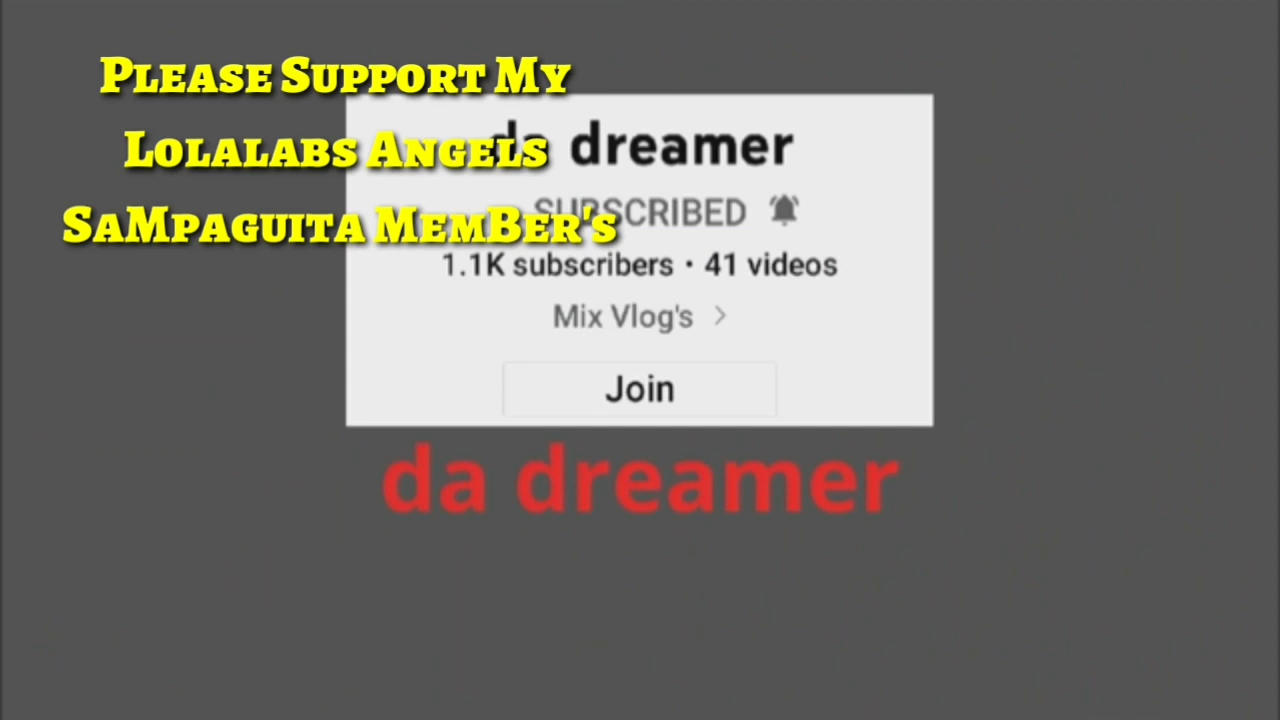 Please Support My
Lolalabs Angels
SaMpaguita MemBer's
da dreamer
SUBSCRIBED
1.1K subscribers • 41 videos
Mix Vlog's >
Join
da dreamer